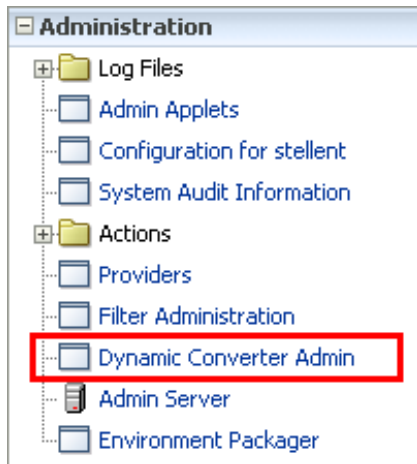 Administration
Log Files
Admin Applets
Configuration for stellent
System Audit Information
Actions
Providers
Filter Administration
Dynamic Converter Admin
Admin Server
Environment Packager